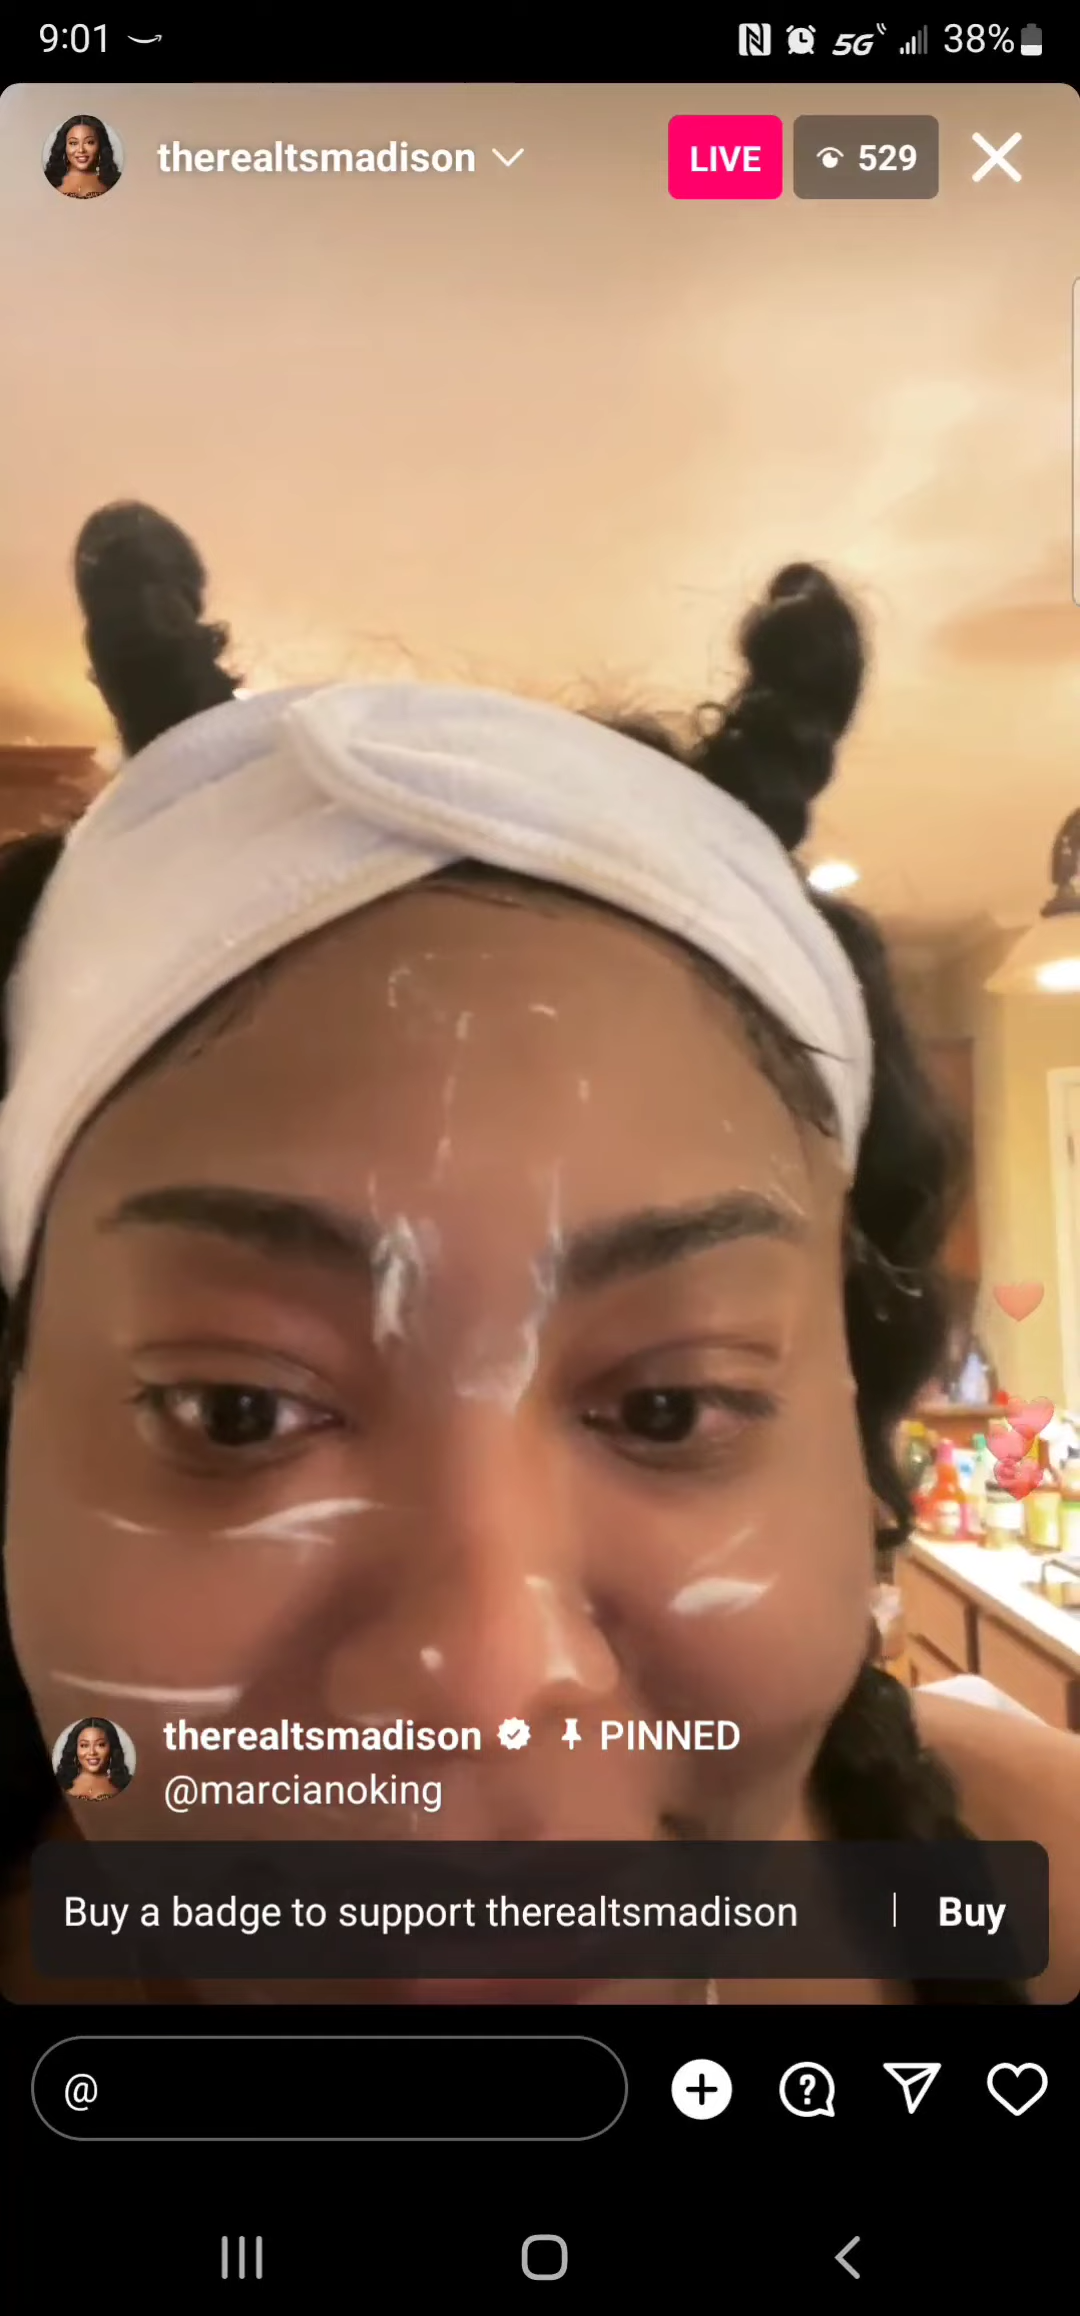 9:01
5G 38%
therealtsmadison LIVE 529
therealtsmadison PINNED
@marcianoking
Buy a badge to support therealtsmadison | Buy
@